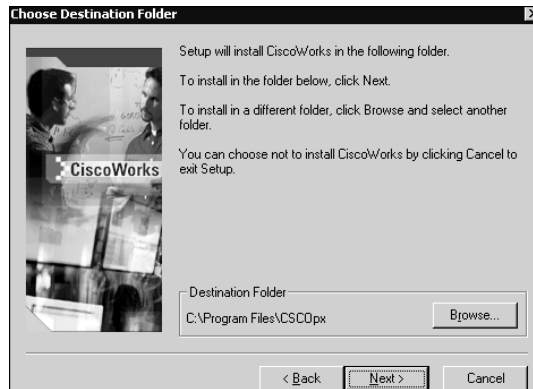 Choose Destination Folder
Setup will install CiscoWorks in the following folder.
To install in the folder below, click Next.
To install in a different folder, click Browse and select another
folder.
You can choose not to install CiscoWorks by clicking Cancel to
exit Setup.
CiscoWorks
Destination Folder
C:\Program Files\CSCOpx
Browse...
< Back
Next >
Cancel